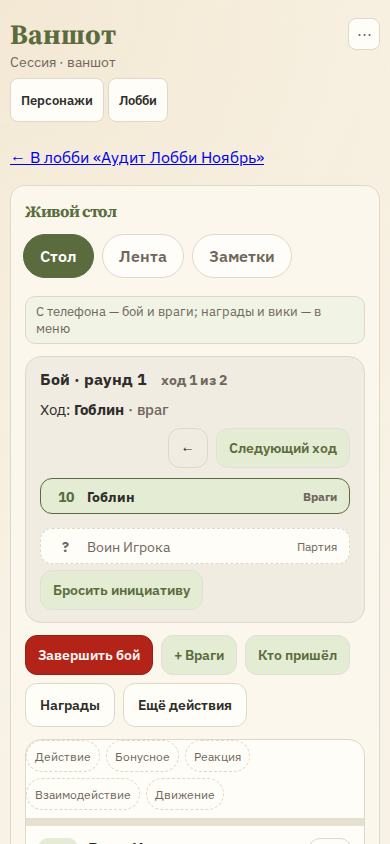 Ваншот
...
Сессия · ваншот
Персонажи Лобби
← В лобби «Аудит Лобби Ноябрь»
Живой стол
Стол Лента Заметки
С телефона — бой и враги; награды и вики — в
меню
Бой · раунд 1 ход 1 из 2
Ход: Гоблин · враг
← Следующий ход
10 Гоблин Враги
? Воин Игрока Партия
Бросить инициативу
Завершить бой + Враги Кто пришёл
Награды Ещё действия
Действие Бонусное Реакция
Взаимодействие Движение